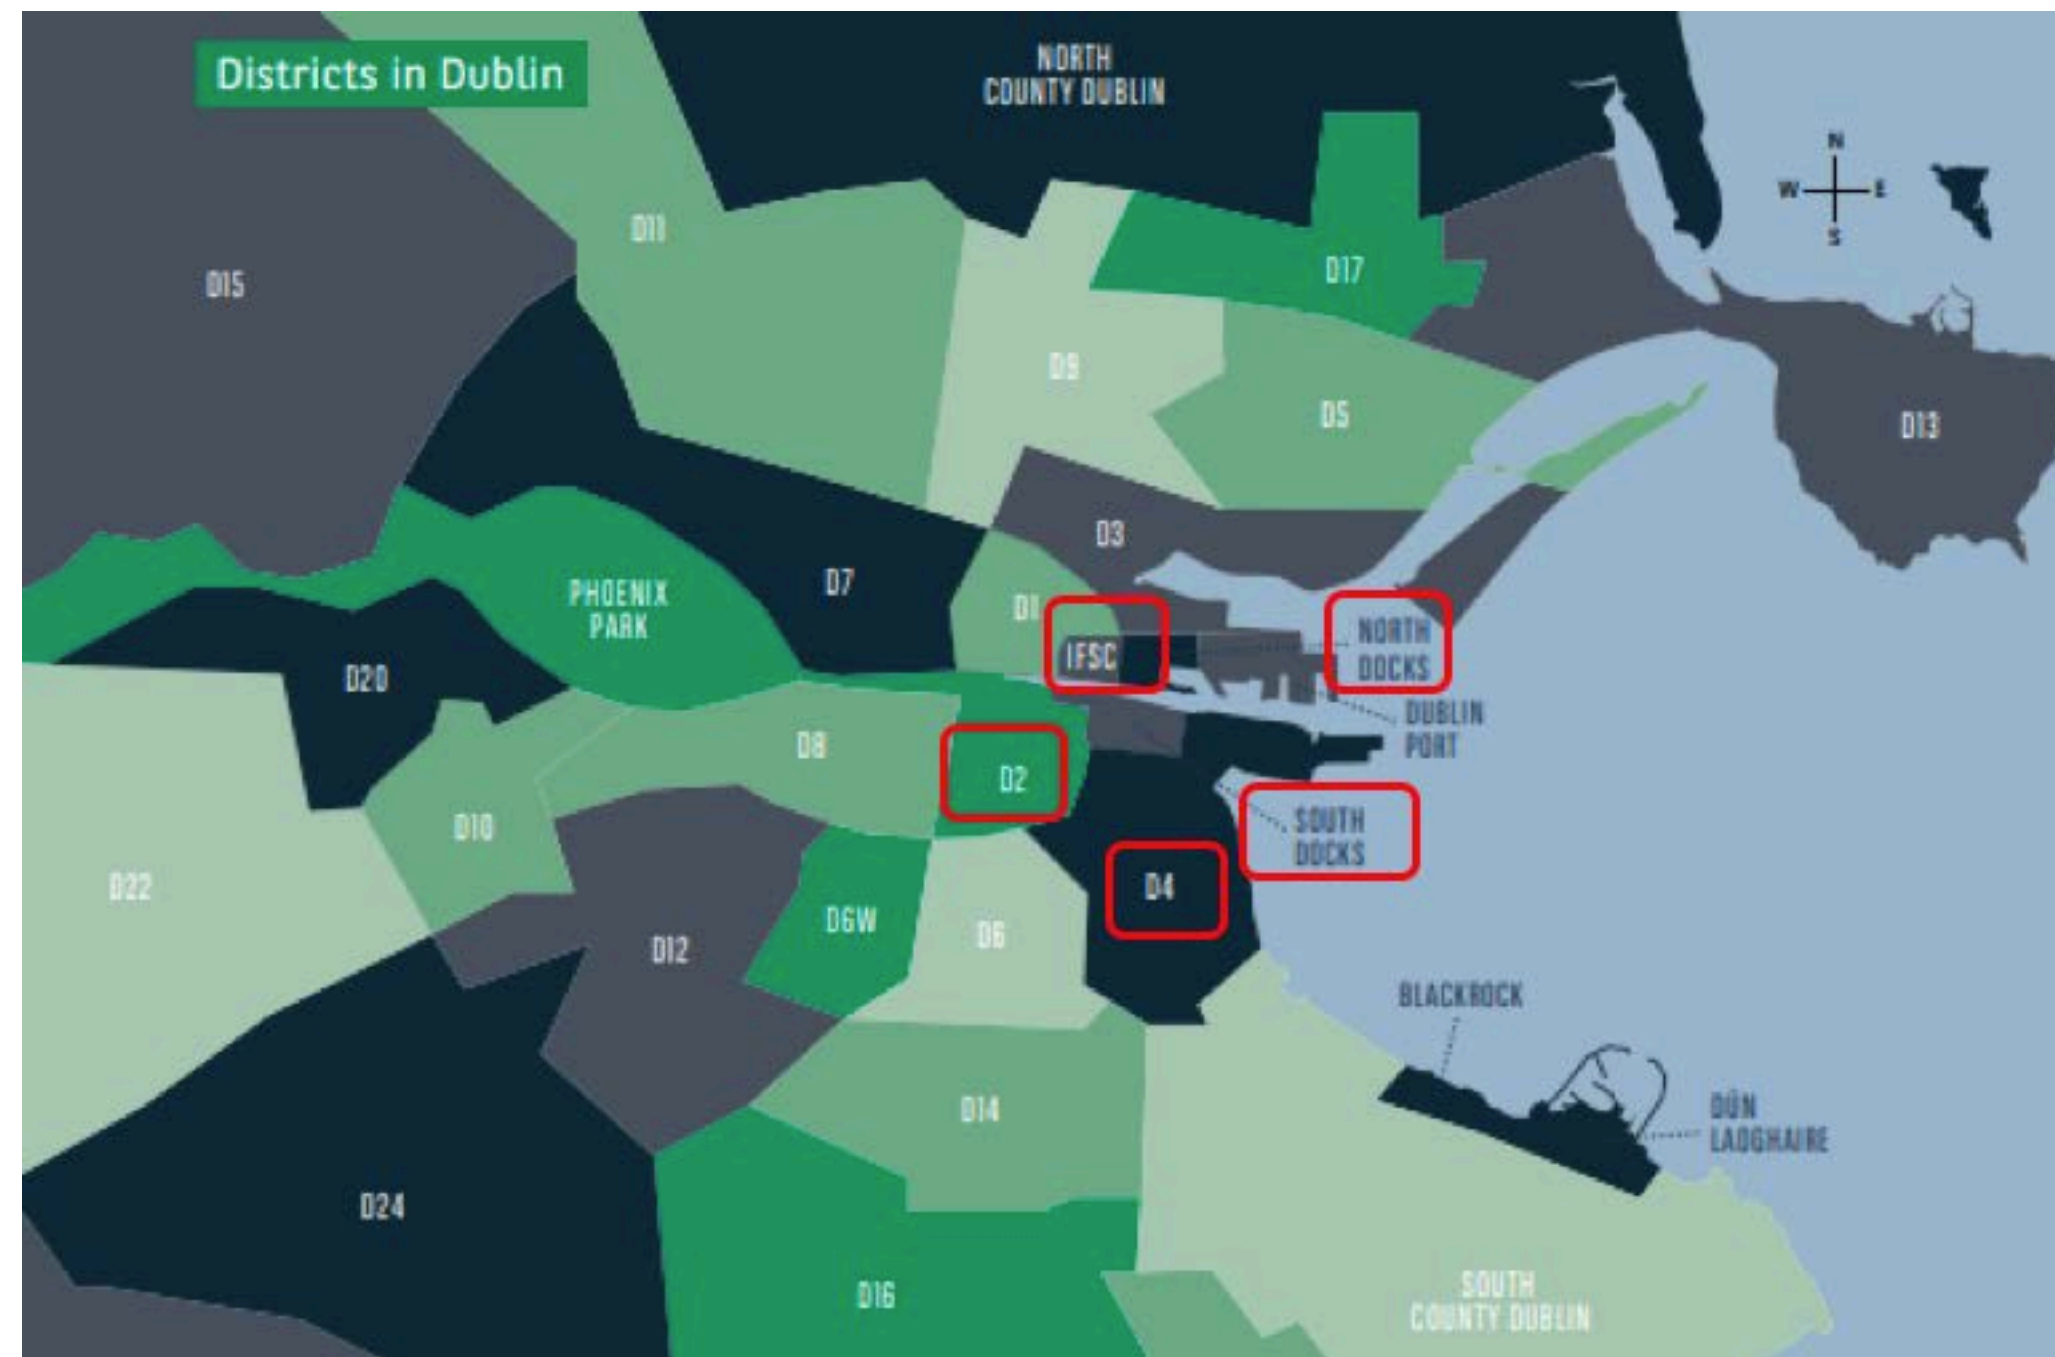 Districts in Dublin
NORTH
COUNTY DUBLIN
N
W
E
S
D11
D15
D17
D9
D5
D13
D3
D7
PHOENIX
PARK
D1
NORTH
DOCKS
IFSC
D20
DUBLIN
PORT
D8
D2
SOUTH
DOCKS
D10
D22
D4
D6W
D6
D12
BLACKROCK
DÚN
LAOGHAIRE
D14
D24
D16
SOUTH
COUNTY DUBLIN